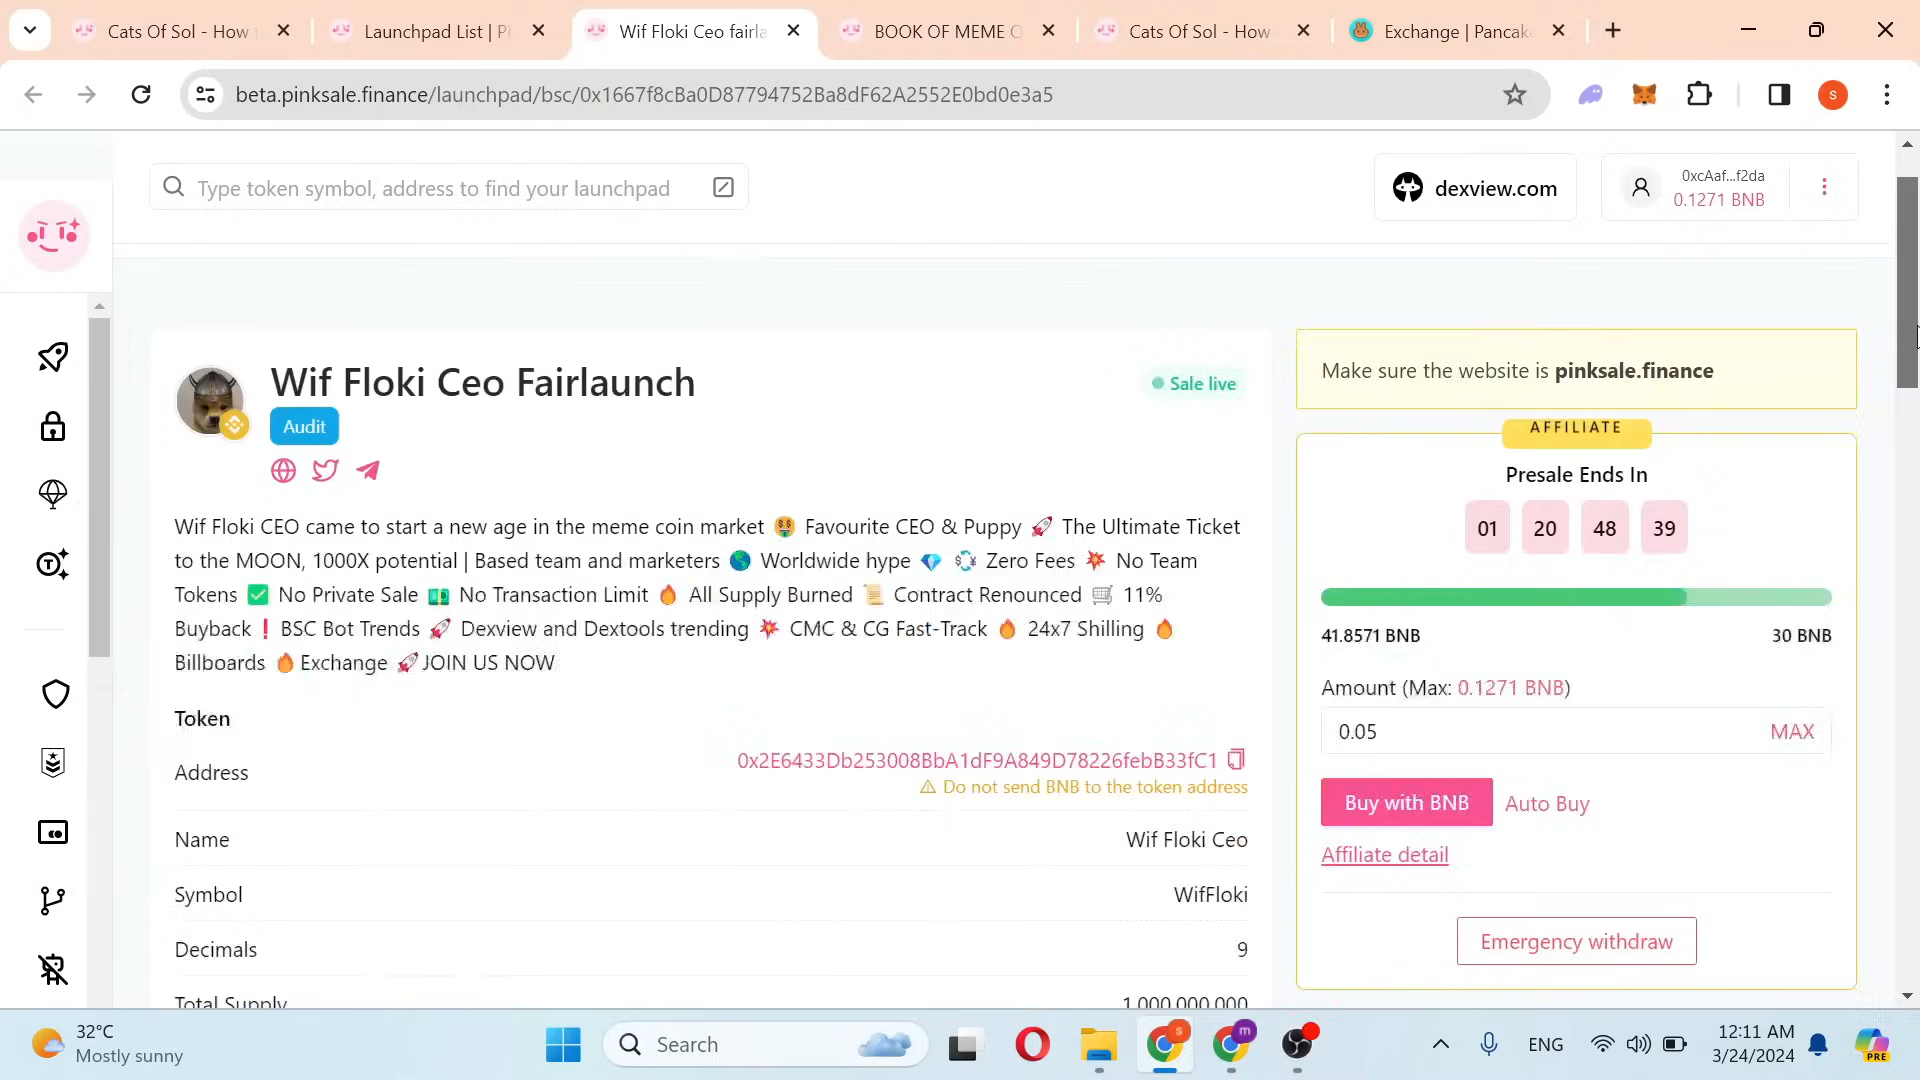 Cats Of Sol - How
Launchpad List | Pi
Wif Floki Ceo fairla
BOOK OF MEME
Cats Of Sol - How
Exchange | Pancak
beta.pinksale.finance/launchpad/bsc/0x1667f8cBa0D87794752Ba8dF62A2552E0bd0e3a5
s
Type token symbol, address to find your launchpad
dexview.com
0xcAaf...f2da
0.1271 BNB
Wif Floki Ceo Fairlaunch
Sale live
Audit
Wif Floki CEO came to start a new age in the meme coin market 🤑 Favourite CEO & Puppy 🚀 The Ultimate Ticket
to the MOON, 1000X potential | Based team and marketers 🌎 Worldwide hype 💎 💱 Zero Fees 💥 No Team
Tokens ✅ No Private Sale 💵 No Transaction Limit 🔥 All Supply Burned 📜 Contract Renounced 🛒 11%
Buyback❗ BSC Bot Trends 🚀 Dexview and Dextools trending 💥 CMC & CG Fast-Track 🔥 24x7 Shilling 🔥
Billboards 🔥Exchange 🚀JOIN US NOW
Token
Address
0x2E6433Db253008BbA1dF9A849D78226febB33fC1
Do not send BNB to the token address
Name
Wif Floki Ceo
Symbol
WifFloki
Decimals
9
Total Supply
1,000,000,000
Make sure the website is pinksale.finance
AFFILIATE
Presale Ends In
01 20 48 39
41.8571 BNB
30 BNB
Amount (Max: 0.1271 BNB)
0.05
MAX
Buy with BNB
Auto Buy
Affiliate detail
Emergency withdraw
32°C
Mostly sunny
Search
s
m
ENG
12:11 AM
3/24/2024
PRE